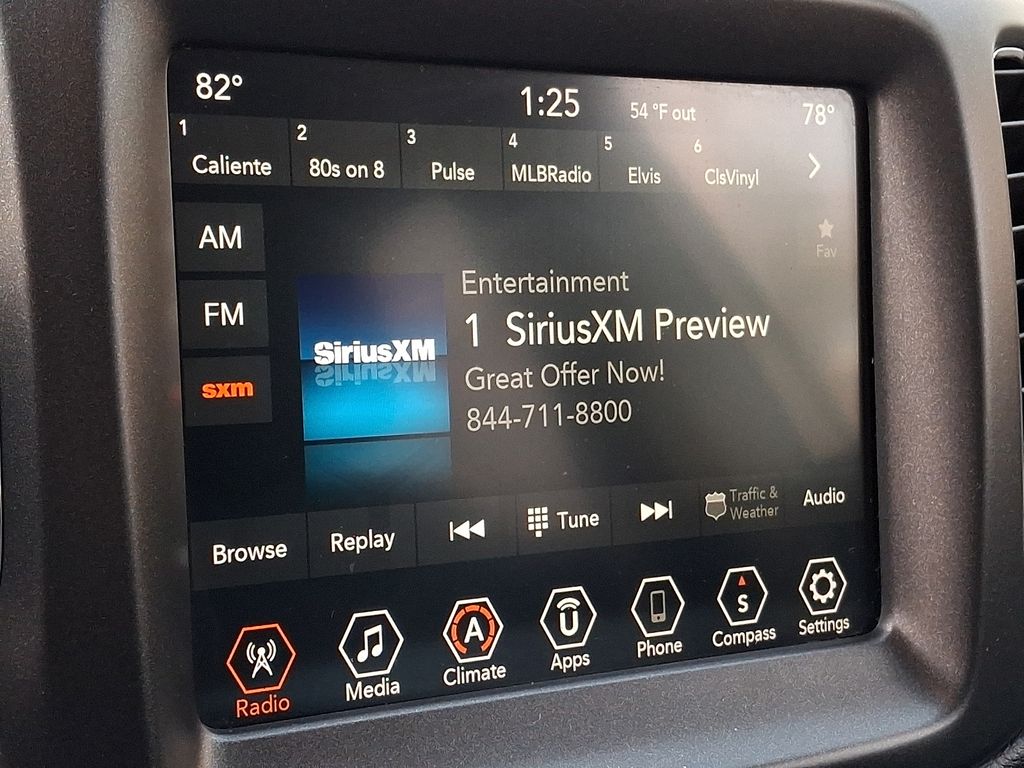 82° 1:25 54 °F out 78°
1 2 3 4 5 6
Caliente 80s on 8 Pulse MLBRadio Elvis ClsVinyl
AM
Fav
FM
sxm
SiriusXM
Entertainment
1 SiriusXM Preview
Great Offer Now!
844-711-8800
Browse Replay Tune Traffic & Weather Audio
A U S
Radio Media Climate Apps Phone Compass Settings